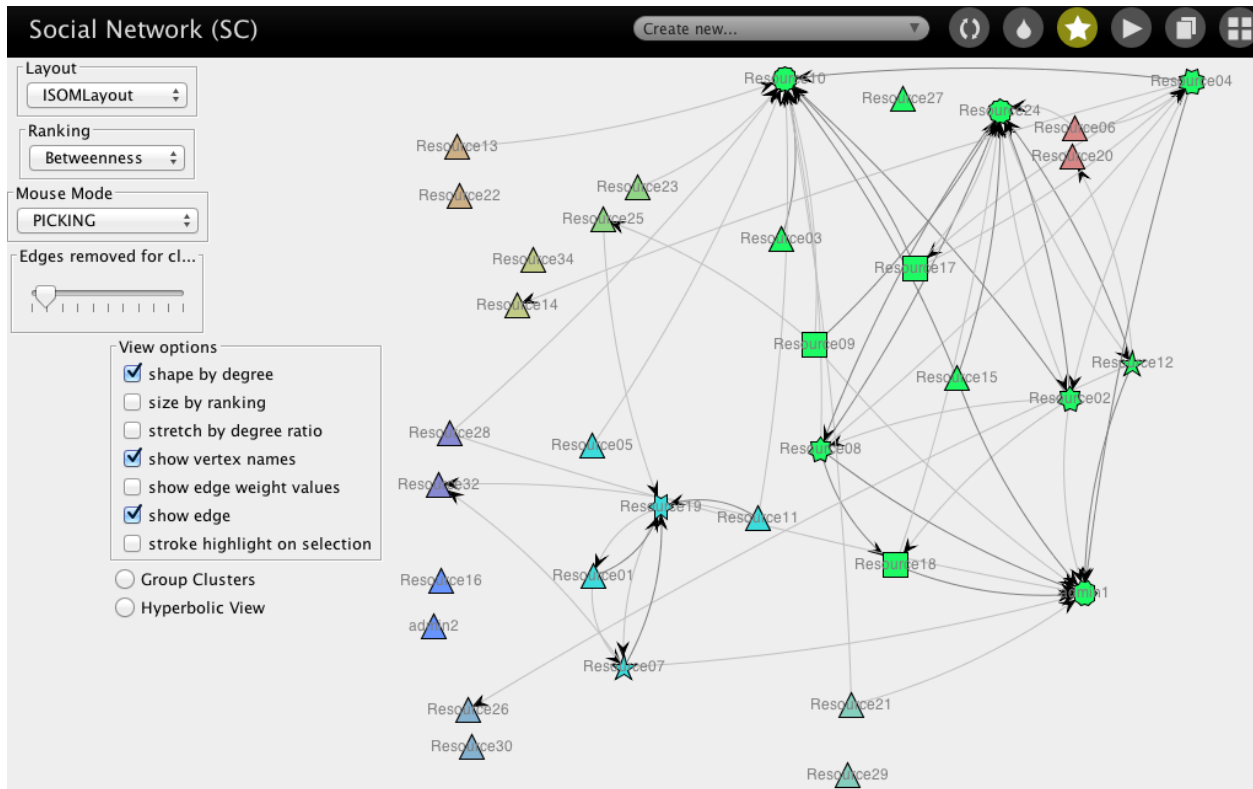 Social Network (SC)
Create new...
Layout
ISOMLayout
Ranking
Betweenness
Mouse Mode
PICKING
Edges removed for cl...
View options
shape by degree
size by ranking
stretch by degree ratio
show vertex names
show edge weight values
show edge
stroke highlight on selection
Group Clusters
Hyperbolic View
Resource10
Resource04
Resource27
Resource24
Resource06
Resource13
Resource20
Resource23
Resource22
Resource25
Resource03
Resource34
Resource17
Resource14
Resource09
Resource12
Resource15
Resource02
Resource28
Resource05
Resource08
Resource32
Resource19
Resource11
Resource18
Resource16
Resource01
admin1
admin2
Resource07
Resource21
Resource26
Resource30
Resource29